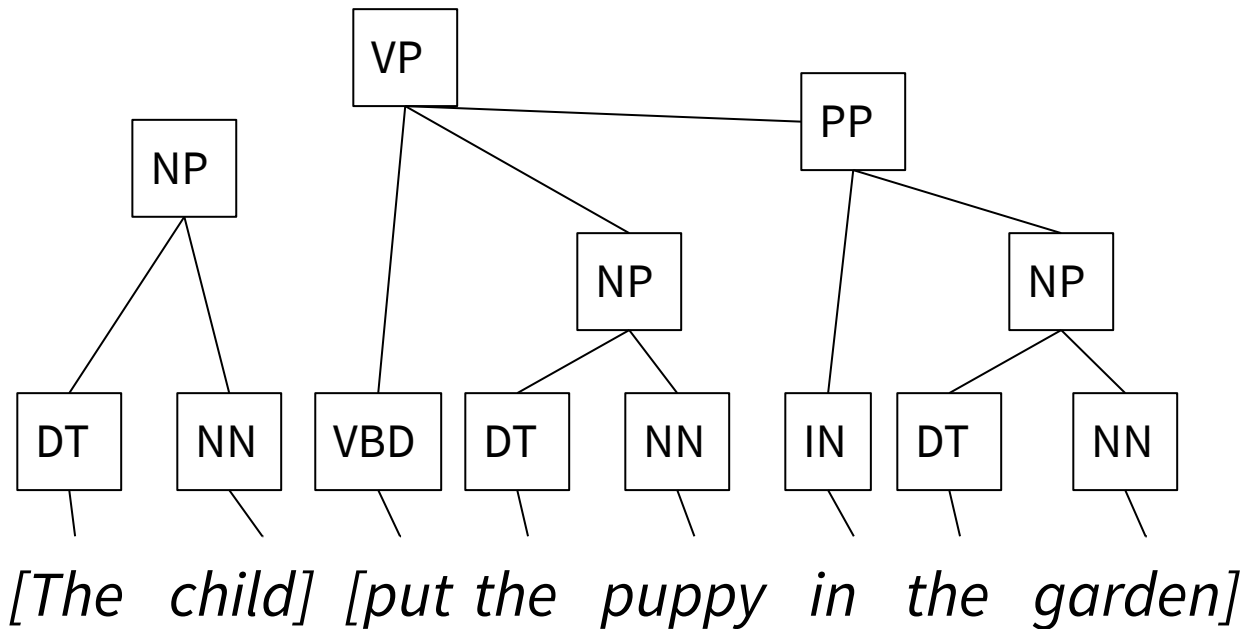 VP
PP
NP
NP NP
DT NN VBD DT NN IN DT NN
[The child] [put the puppy in the garden]